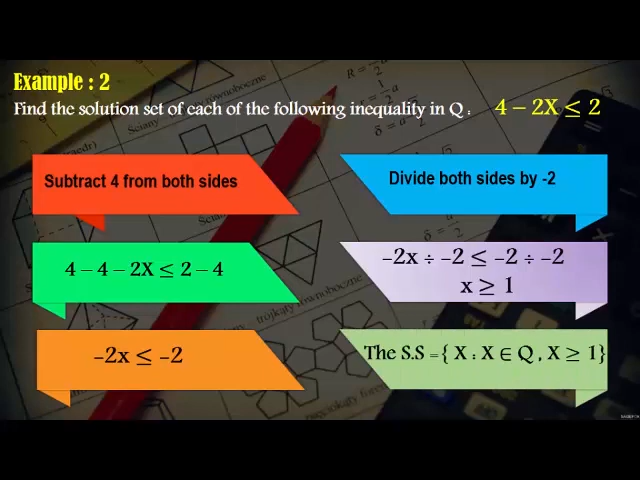 Example : 2
Find the solution set of each of the following inequality in Q : 4 – 2X ≤ 2
Subtract 4 from both sides
4 – 4 – 2X ≤ 2 – 4
–2x ≤ –2
Divide both sides by -2
–2x ÷ –2 ≤ –2 ÷ –2
x ≥ 1
The S.S = { X : X ∈ Q , X ≥ 1}